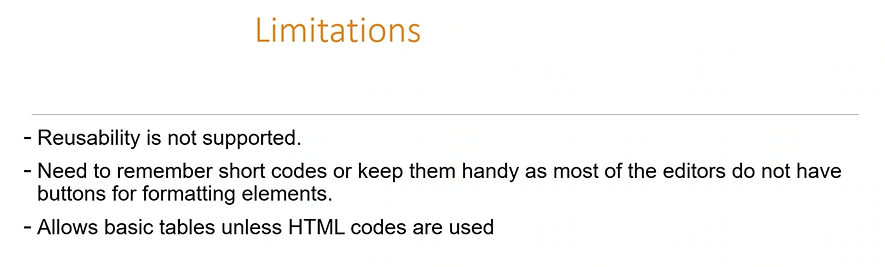 Limitations
- Reusability is not supported.
- Need to remember short codes or keep them handy as most of the editors do not have
buttons for formatting elements.
- Allows basic tables unless HTML codes are used